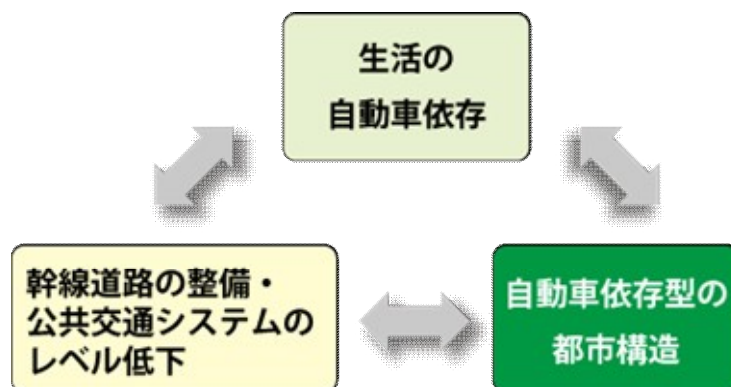 生活の
自動車依存
幹線道路の整備・
公共交通システムの
レベル低下
自動車依存型の
都市構造